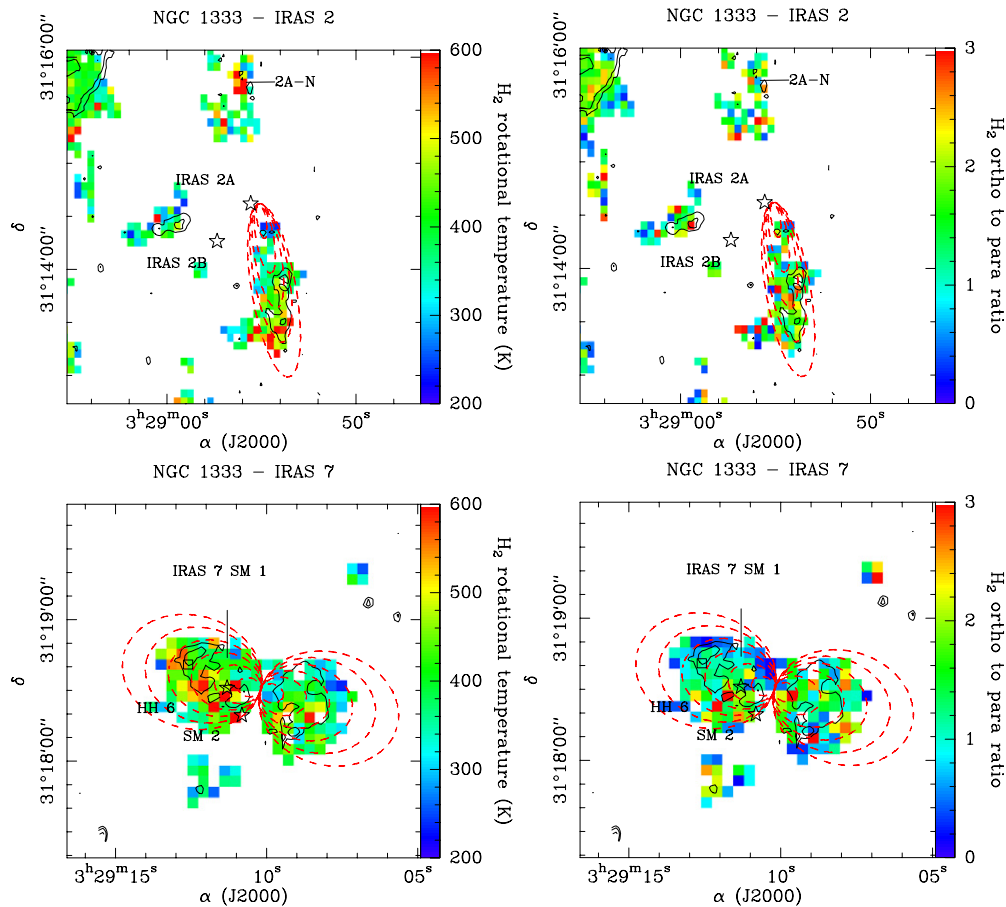 NGC 1333 – IRAS 2
31°16′00″
31°14′00″
δ
2A–N
IRAS 2A
IRAS 2B
3ʰ29ᵐ00ˢ
50ˢ
α (J2000)
600
500
400
300
200
H₂ rotational temperature (K)
NGC 1333 – IRAS 2
31°16′00″
31°14′00″
δ
2A–N
IRAS 2A
IRAS 2B
3ʰ29ᵐ00ˢ
50ˢ
α (J2000)
3
2
1
0
H₂ ortho to para ratio
NGC 1333 – IRAS 7
31°19′00″
31°18′00″
δ
IRAS 7 SM 1
HH 6
SM 2
3ʰ29ᵐ15ˢ
10ˢ
05ˢ
α (J2000)
600
500
400
300
200
H₂ rotational temperature (K)
NGC 1333 – IRAS 7
31°19′00″
31°18′00″
δ
IRAS 7 SM 1
HH 6
SM 2
3ʰ29ᵐ15ˢ
10ˢ
05ˢ
α (J2000)
3
2
1
0
H₂ ortho to para ratio